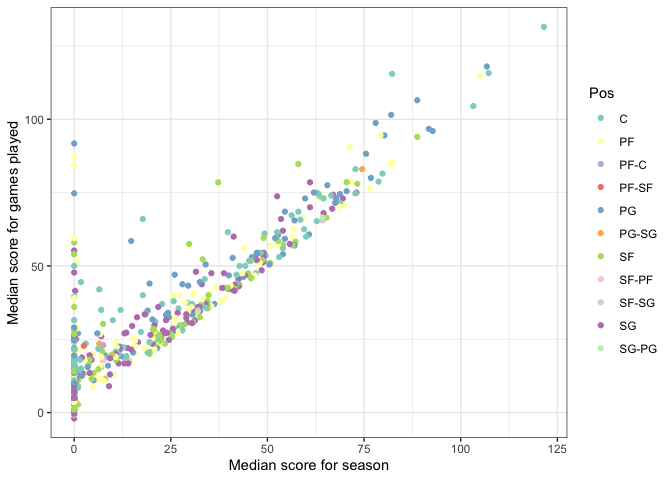 100
50
0
0
25
50
75
100
125
Median score for season
Median score for games played
Pos
C
PF
PF-C
PF-SF
PG
PG-SG
SF
SF-PF
SF-SG
SG
SG-PG